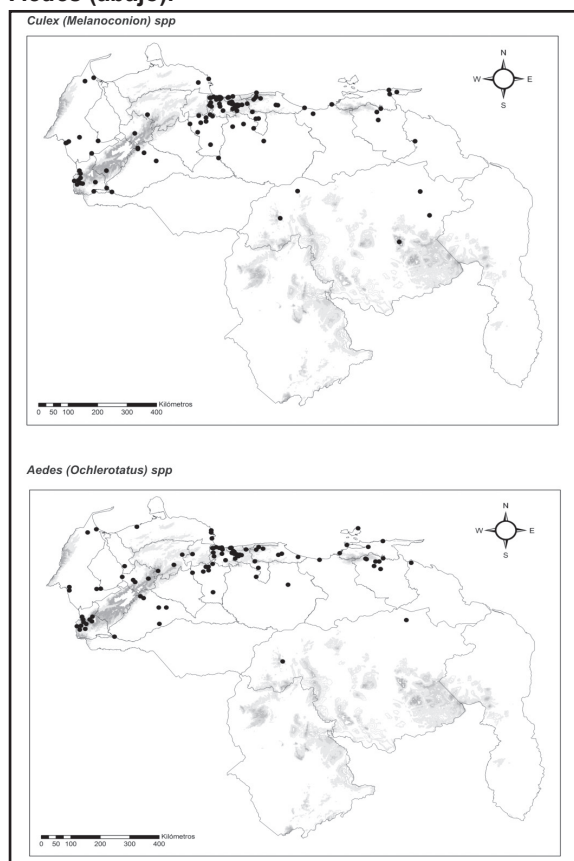 Aedes (abajo).
Culex (Melanoconion) spp
N
W E
S
Kilómetros
0 50 100 200 300 400
Aedes (Ochlerotatus) spp
N
W E
S
Kilómetros
0 50 100 200 300 400